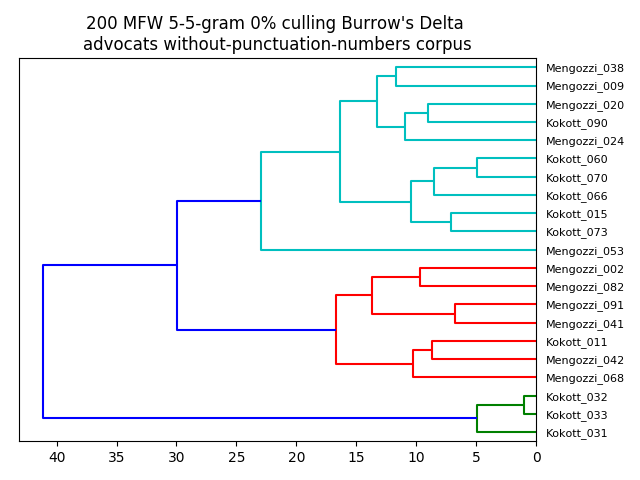 200 MFW 5-5-gram 0% culling Burrow's Delta
advocats without-punctuation-numbers corpus
Mengozzi_038
Mengozzi_009
Mengozzi_020
Kokott_090
Mengozzi_024
Kokott_060
Kokott_070
Kokott_066
Kokott_015
Kokott_073
Mengozzi_053
Mengozzi_002
Mengozzi_082
Mengozzi_091
Mengozzi_041
Kokott_011
Mengozzi_042
Mengozzi_068
Kokott_032
Kokott_033
Kokott_031
40 35 30 25 20 15 10 5 0